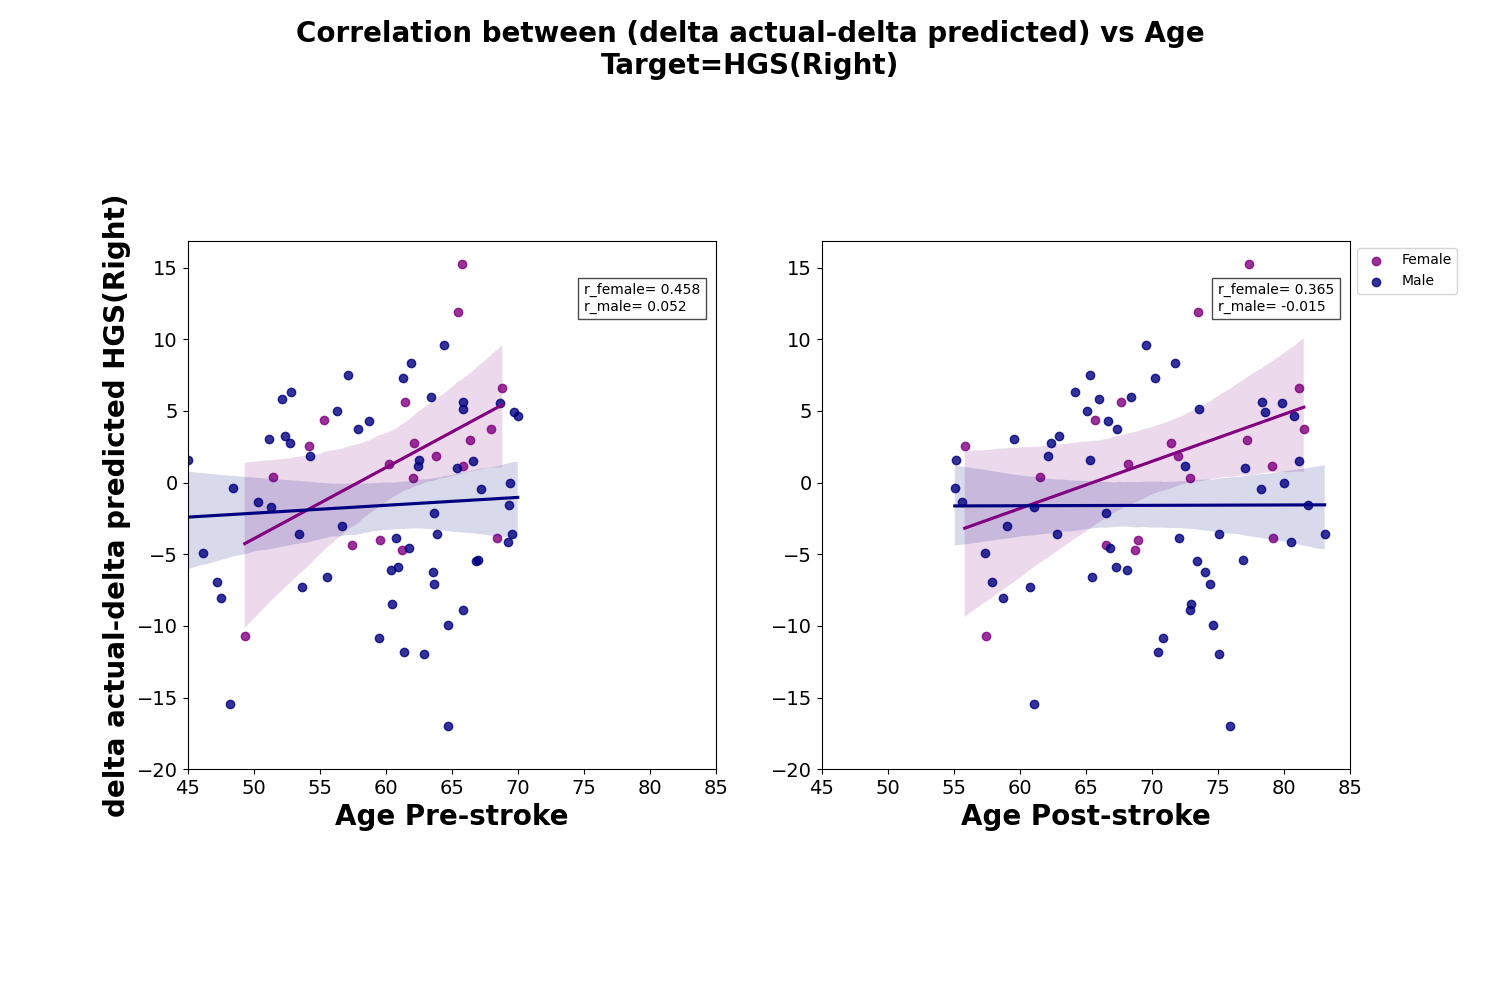 Correlation between (delta actual-delta predicted) vs Age
Target=HGS(Right)
delta actual-delta predicted HGS(Right)
15
10
5
0
−5
−10
−15
−20
r_female= 0.458
r_male= 0.052
45 50 55 60 65 70 75 80 85
Age Pre-stroke
15
10
5
0
−5
−10
−15
−20
r_female= 0.365
r_male= -0.015
45 50 55 60 65 70 75 80 85
Age Post-stroke
Female
Male